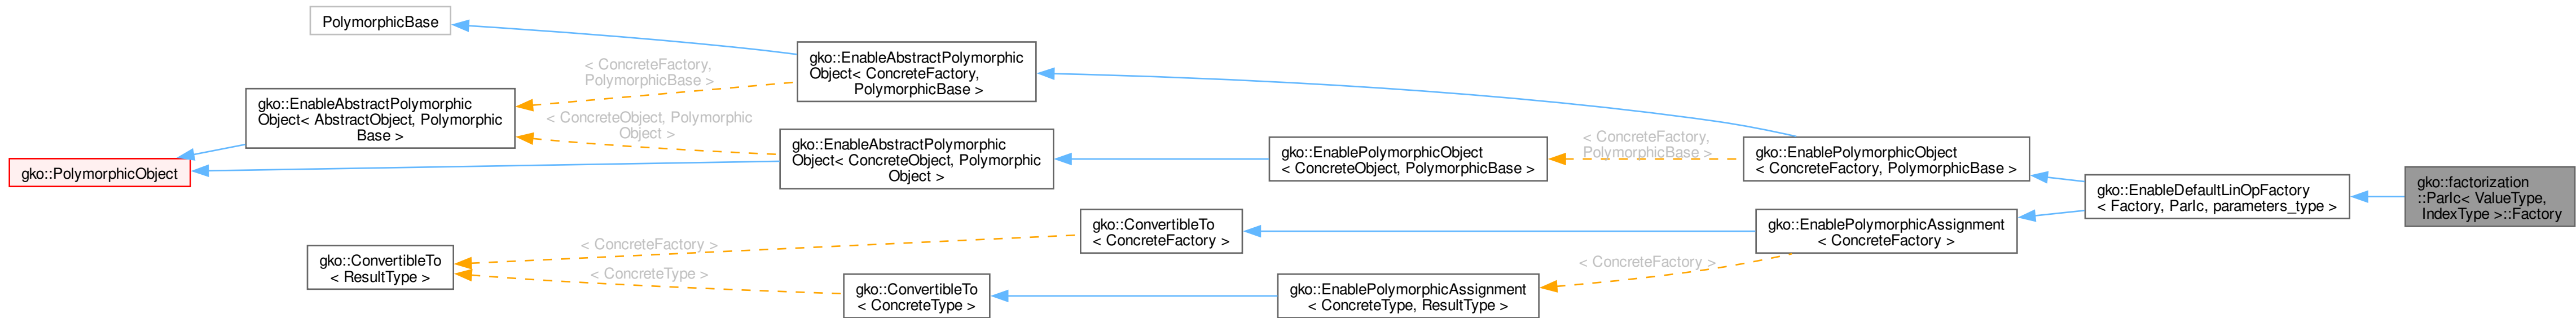 PolymorphicBase
gko::EnableAbstractPolymorphic
Object< ConcreteFactory,
PolymorphicBase >
< ConcreteFactory,
PolymorphicBase >
gko::EnableAbstractPolymorphic
Object< AbstractObject, Polymorphic
Base >
< ConcreteObject, Polymorphic
Object >
gko::EnableAbstractPolymorphic
Object< ConcreteObject, Polymorphic
Object >
gko::PolymorphicObject
gko::EnablePolymorphicObject
< ConcreteObject, PolymorphicBase >
< ConcreteFactory,
PolymorphicBase >
gko::EnablePolymorphicObject
< ConcreteFactory, PolymorphicBase >
gko::EnableDefaultLinOpFactory
< Factory, ParIc, parameters_type >
gko::factorization
::ParIc< ValueType,
IndexType >::Factory
gko::ConvertibleTo
< ConcreteFactory >
gko::EnablePolymorphicAssignment
< ConcreteFactory >
< ConcreteFactory >
gko::ConvertibleTo
< ResultType >
< ConcreteType >
gko::ConvertibleTo
< ConcreteType >
gko::EnablePolymorphicAssignment
< ConcreteType, ResultType >
< ConcreteFactory >